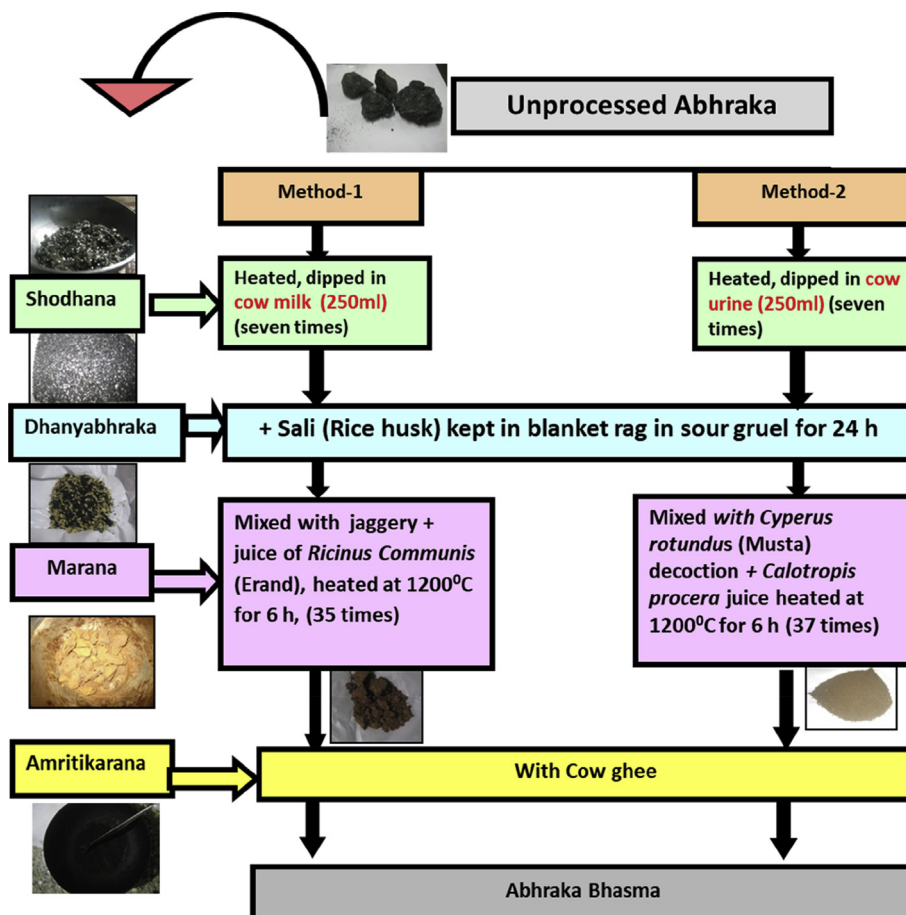 Unprocessed Abhraka
Method-1
Method-2
Shodhana
Heated, dipped in
cow milk (250ml)
(seven times)
Heated, dipped in cow
urine (250ml) (seven
times)
Dhanyabhraka
+ Sali (Rice husk) kept in blanket rag in sour gruel for 24 h
Marana
Mixed with jaggery +
juice of Ricinus Communis
(Erand), heated at 1200⁰C
for 6 h, (35 times)
Mixed with Cyperus
rotundus (Musta)
decoction + Calotropis
procera juice heated at
1200⁰C for 6 h (37 times)
Amritikarana
With Cow ghee
Abhraka Bhasma